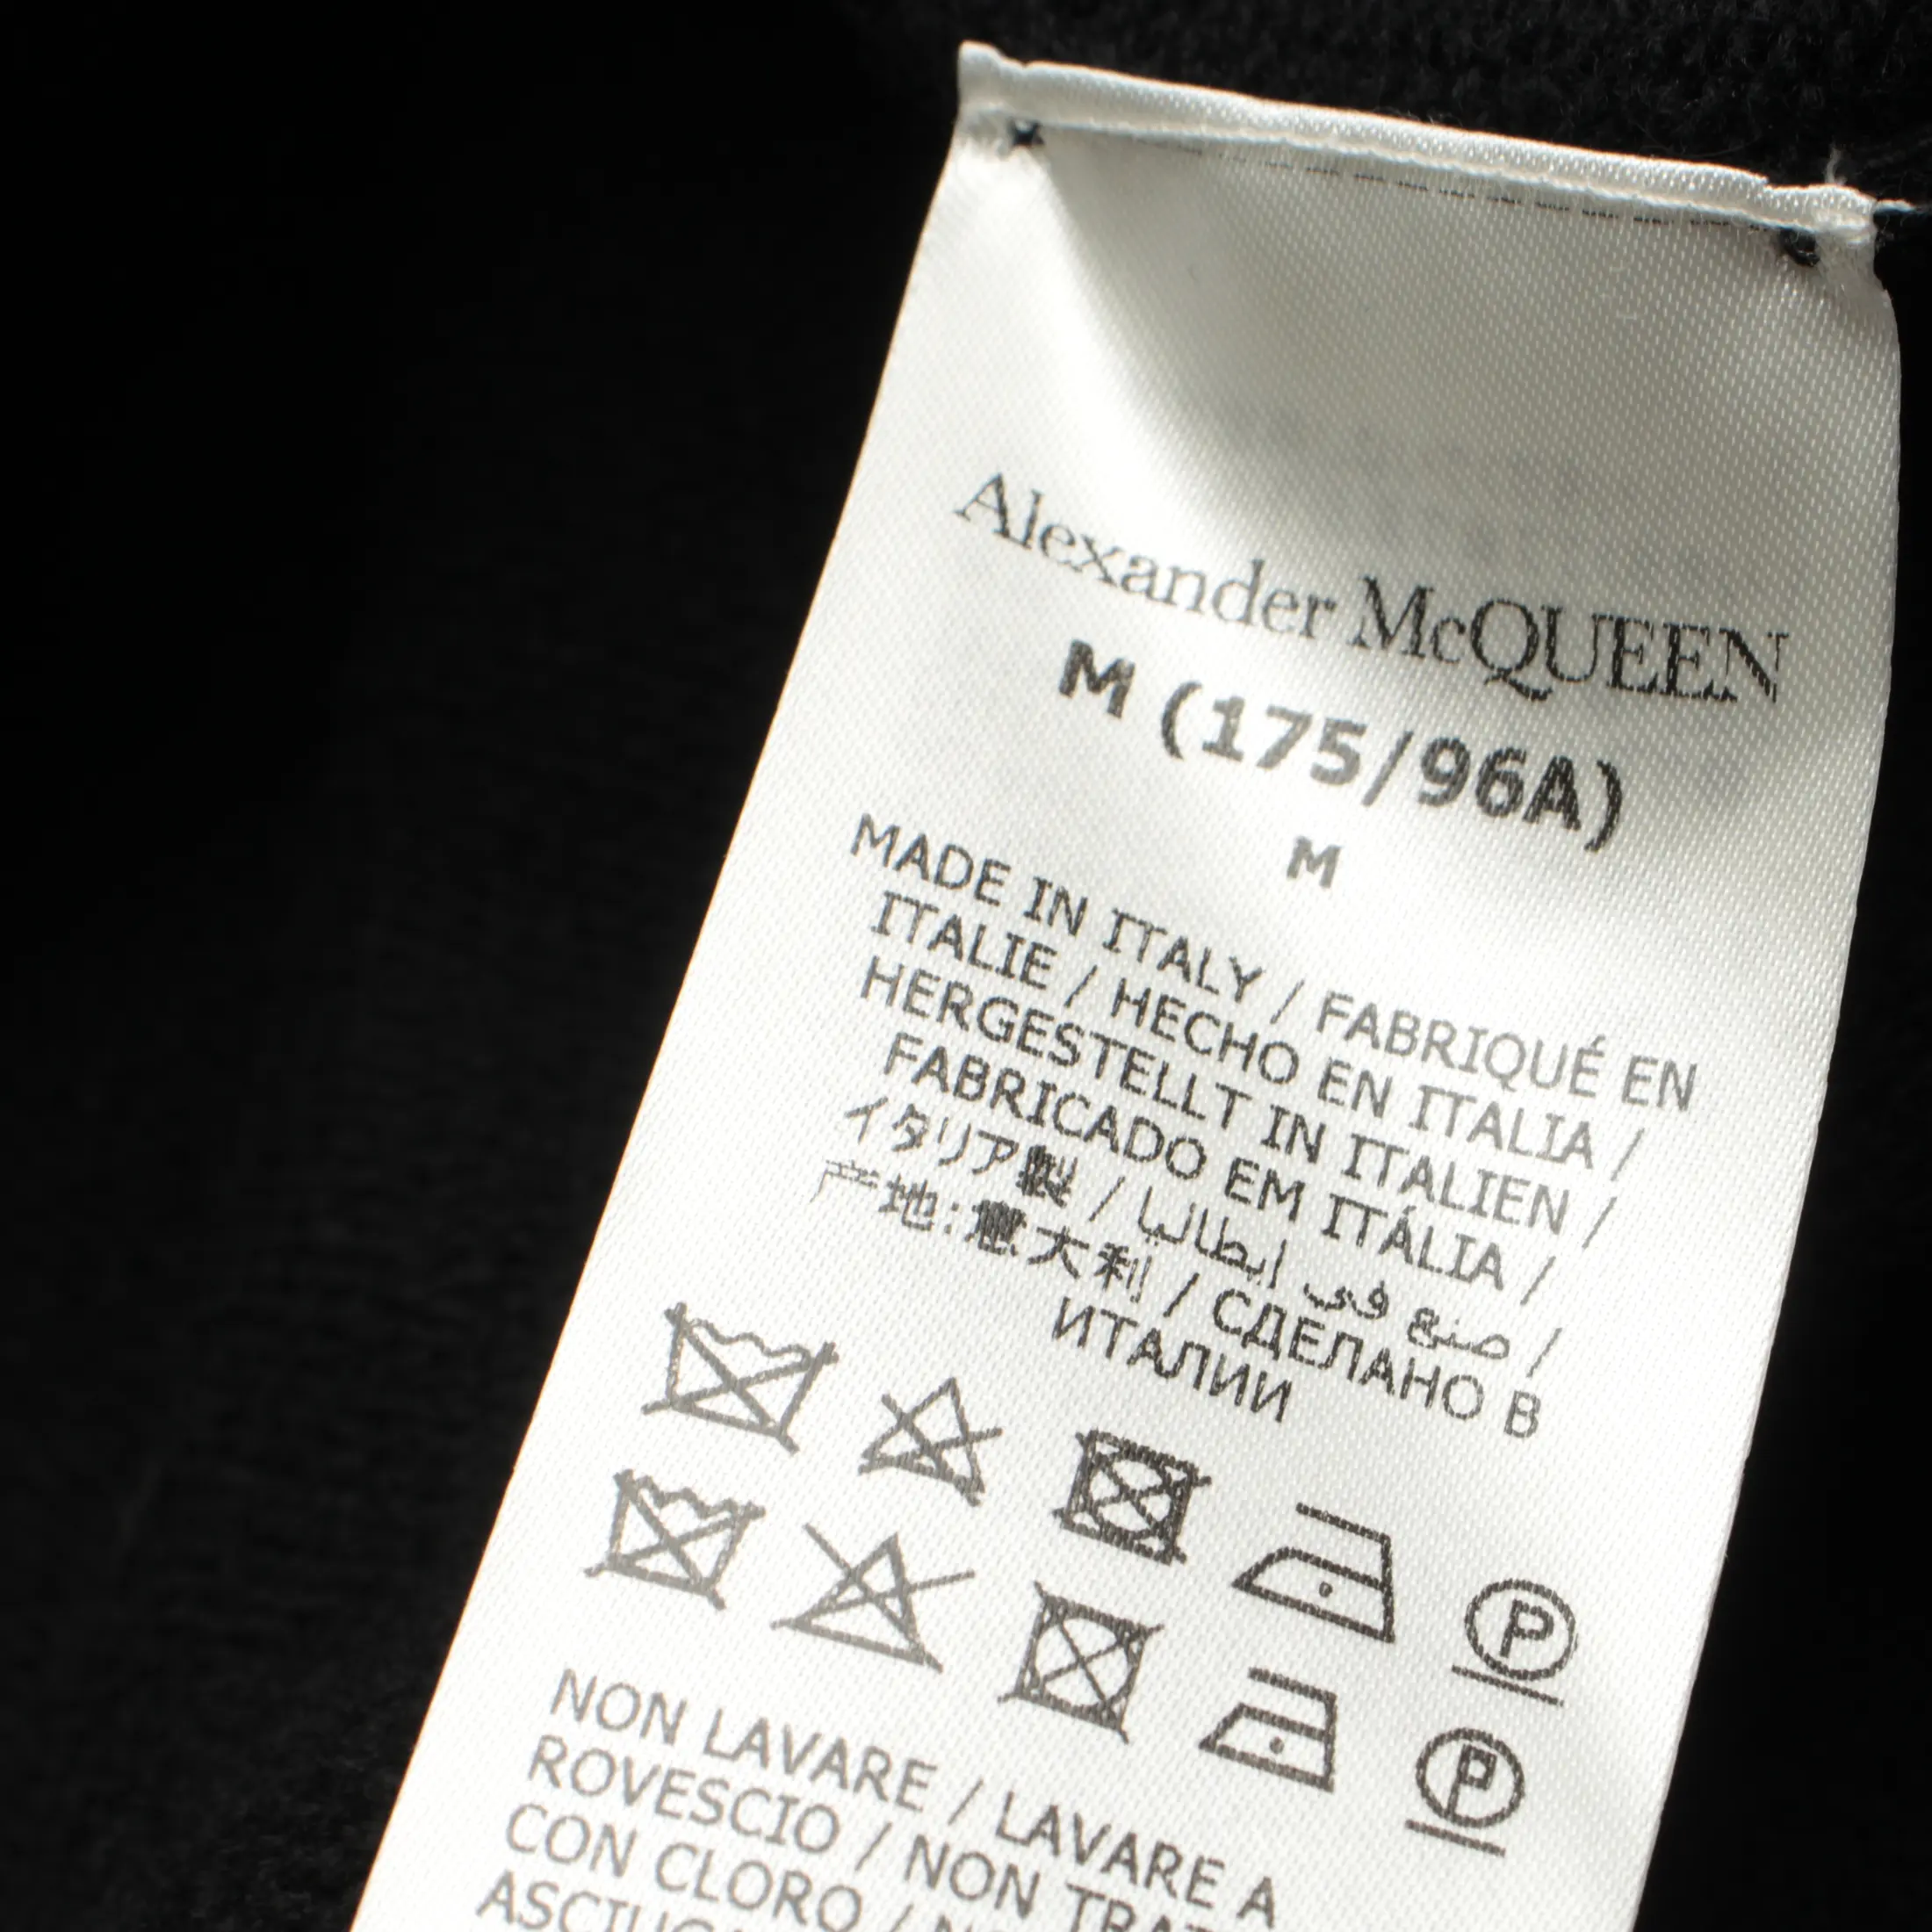 Alexander McQUEEN
M (175/96A)
M
MADE IN ITALY / FABRIQUÉ EN
ITALIE / HECHO EN ITALIA /
HERGESTELLT IN ITALIEN /
FABRICADO EM ITÁLIA /
イタリア製 / صنع في إيطاليا /
产地:意大利 / СДЕЛАНО В
ИТАЛИИ
P
P
NON LAVARE / LAVARE A
ROVESCIO / NON
CON CLORO /